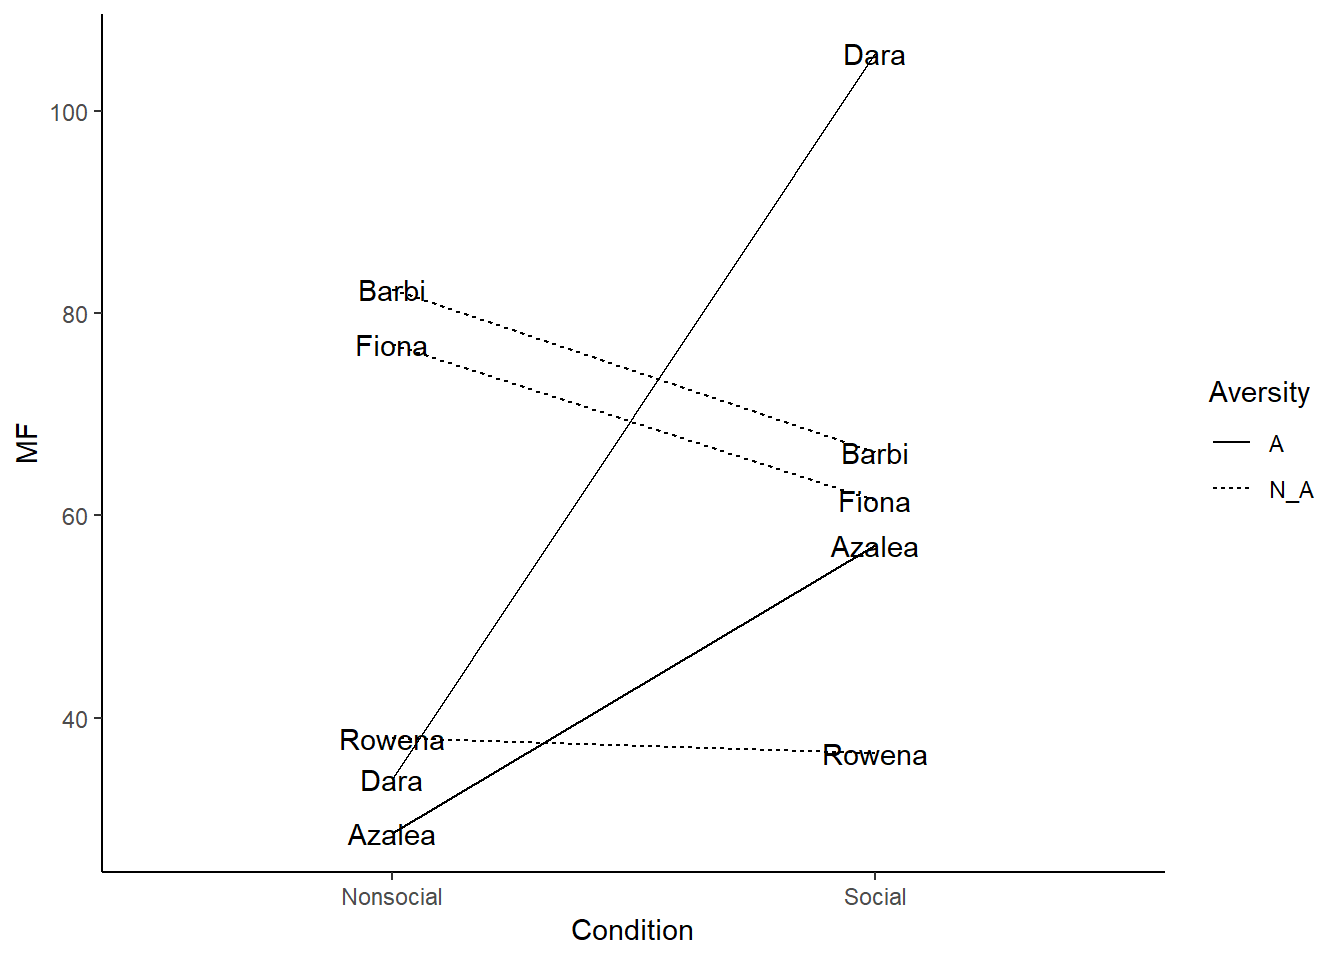 Dara
100
Barbi
80
Fiona
Aversity
MF
A
Barbi
N_A
Fiona
60
Azalea
40
Rowena
Rowena
Dara
Azalea
Nonsocial
Social
Condition